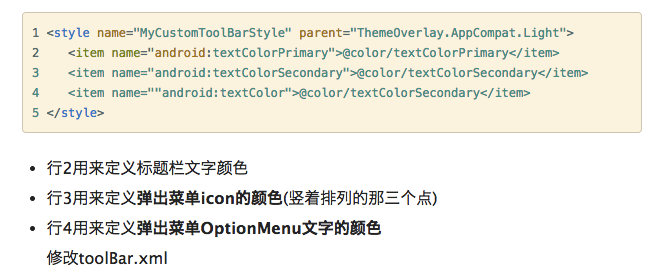 1 <style name="MyCustomToolBarStyle" parent="ThemeOverlay.AppCompat.Light">
2    <item name="android:textColorPrimary">@color/textColorPrimary</item>
3    <item name="android:textColorSecondary">@color/textColorSecondary</item>
4    <item name=""android:textColor">@color/textColorSecondary</item>
5 </style>
• 行2用来定义标题栏文字颜色
• 行3用来定义弹出菜单icon的颜色(竖着排列的那三个点)
• 行4用来定义弹出菜单OptionMenu文字的颜色
修改toolBar.xml